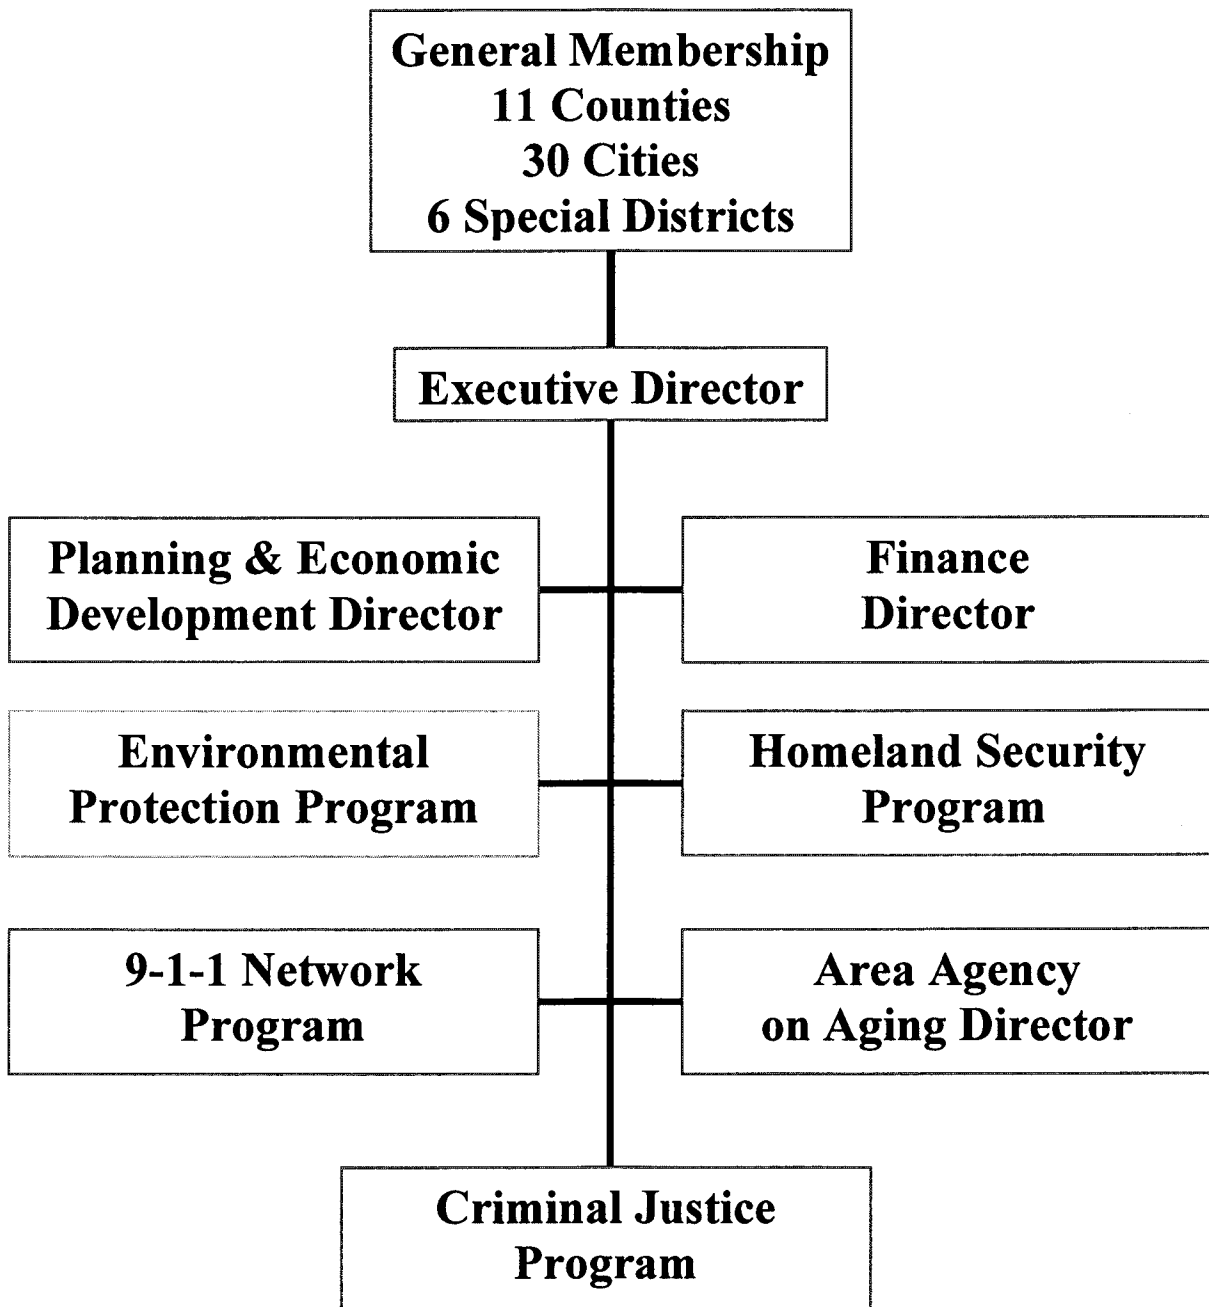 General Membership
11 Counties
30 Cities
6 Special Districts
Executive Director
Planning & Economic
Development Director
Finance
Director
Environmental
Protection Program
Homeland Security
Program
9-1-1 Network
Program
Area Agency
on Aging Director
Criminal Justice
Program